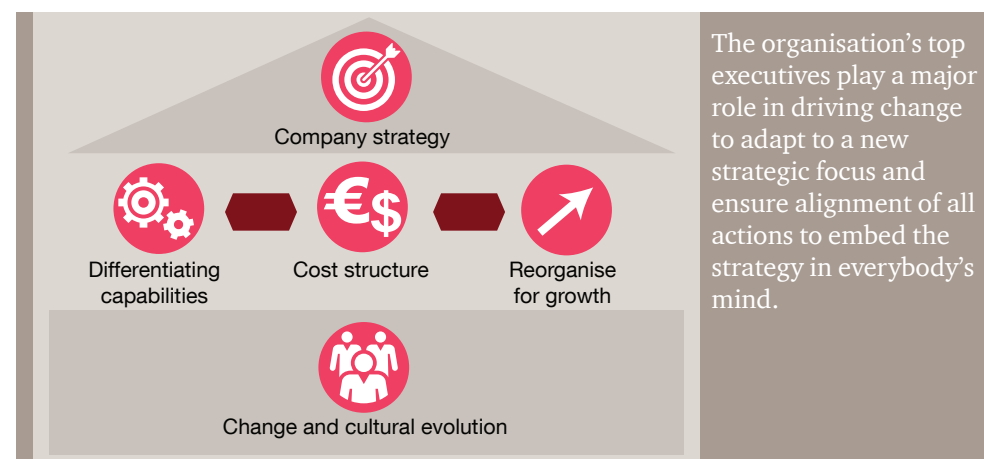 Company strategy
Differentiating
capabilities
Cost structure
Reorganise
for growth
Change and cultural evolution
The organisation’s top
executives play a major
role in driving change
to adapt to a new
strategic focus and
ensure alignment of all
actions to embed the
strategy in everybody’s
mind.